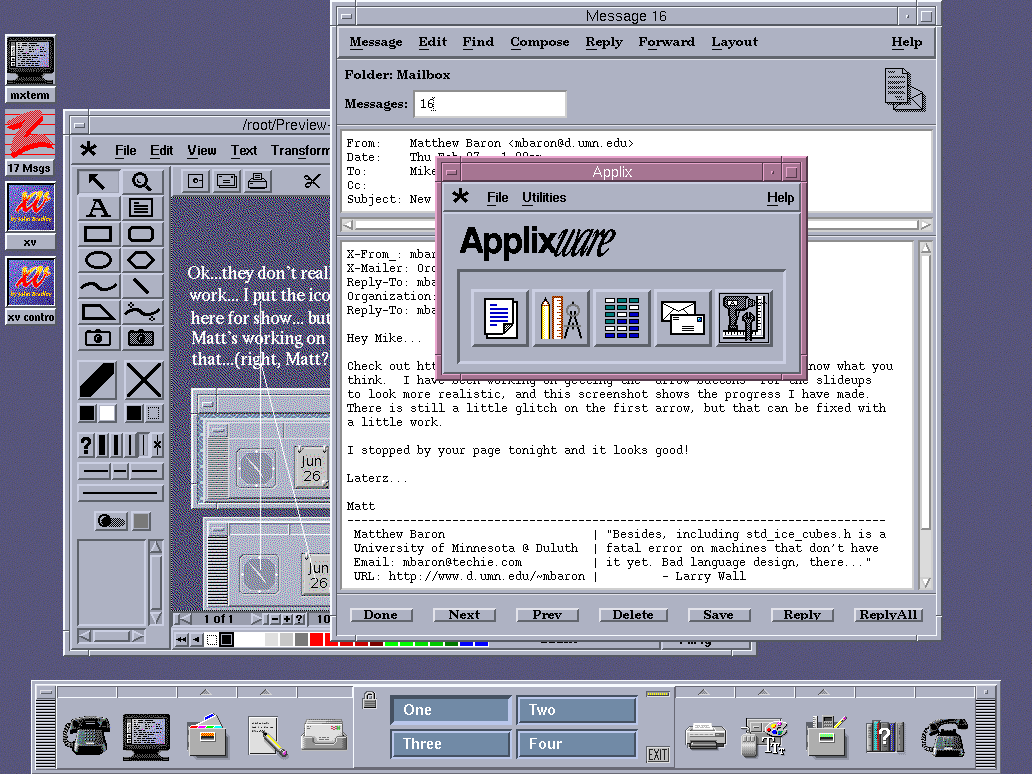 Message 16
Message Edit Find Compose Reply Forward Layout Help
Folder: Mailbox
Messages: 16
From: Matthew Baron <mbaron@d.umn.edu>
Date: Thu Feb 07
To: Mike
Cc:
Subject: New
mxterm
17 Msgs
xv
xv contro
/root/Preview-
File Edit View Text Transform
Ok...they don't real
work... I put the ico
here for show... but
Matt's working on
that...(right, Matt?
Jun
26
Jun
26
1 of 1
10
Applix
File Utilities Help
Applixware
X-From_: mbar
X-Mailer: Oro
Reply-To: mba
Organization:
Reply-To: mba
Hey Mike...
Check out htt now what you
think. I have been working on getting the "arrow buttons" for the slideups
to look more realistic, and this screenshot shows the progress I have made.
There is still a little glitch on the first arrow, but that can be fixed with
a little work.
I stopped by your page tonight and it looks good!
Laterz...
Matt
--------------------------------------------------------------------------------
Matthew Baron | "Besides, including std_ice_cubes.h is a
University of Minnesota @ Duluth | fatal error on machines that don't have
Email: mbaron@techie.com | it yet. Bad language design, there..."
URL: http://www.d.umn.edu/~mbaron | - Larry Wall
Done Next Prev Delete Save Reply ReplyAll
One Two
Three Four
EXIT